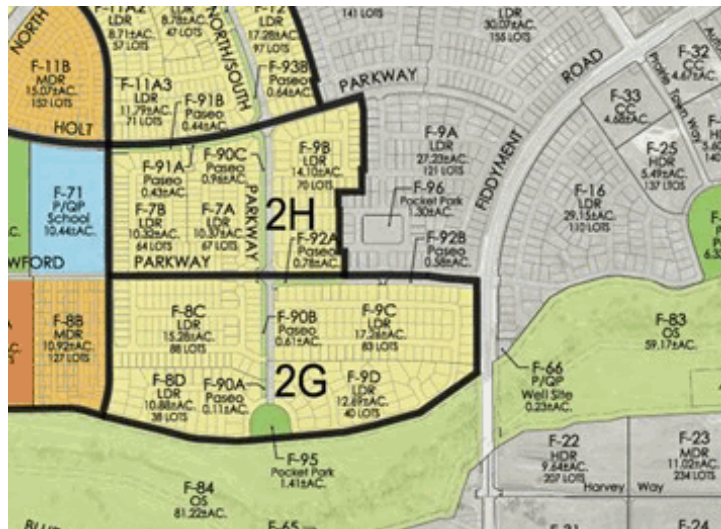 F-11A2
LDR
8.71±AC.
57 LOTS
8.78±AC.
47 LOTS
F-12
LDR
17.28±AC.
97 LOTS
141 LOTS
LDR
30.07±AC.
155 LOTS
NORTH
NORTH/SOUTH
F-11B
MDR
15.07±AC.
152 LOTS
F-11A3
LDR
11.79±AC.
71 LOTS
F-93B
Paseo
0.64±AC.
PARKWAY
ROAD
F-32
CC
4.67±AC.
F-33
CC
4.68±AC.
Prairie Town Way
F-91B
Paseo
0.44±AC.
HOLT
F-9B
LDR
14.10±AC.
70 LOTS
F-9A
LDR
27.23±AC.
121 LOTS
F-25
HDR
5.49±AC.
137 LTOS
F-91A
Paseo
0.43±AC.
F-90C
Paseo
0.96±AC.
FIDDYMENT
F-96
Pocket Park
1.30±AC.
F-16
LDR
29.15±AC.
110 LOTS
F-71
P/QP
School
10.44±AC.
F-7B
LDR
10.32±AC.
64 LOTS
F-7A
LDR
10.37±AC.
67 LOTS
PARKWAY
2H
F-92A
Paseo
0.78±AC.
F-92B
Paseo
0.58±AC.
WFORD
PARKWAY
F-8B
MDR
10.92±AC.
127 LOTS
F-8C
LDR
15.28±AC.
88 LOTS
F-90B
Paseo
0.61±AC.
F-9C
LDR
17.28±AC.
83 LOTS
F-83
OS
59.17±AC.
F-66
P/QP
Well Site
0.23±AC.
F-8D
LDR
10.88±AC.
38 LOTS
F-90A
Paseo
0.11±AC.
2G
F-9D
LDR
12.89±AC.
40 LOTS
F-95
Pocket Park
1.41±AC.
F-22
HDR
9.64±AC.
207 LOTS
F-23
MDR
11.02±AC.
234 LOTS
Harvey Way
F-84
OS
81.22±AC.
F-65
F-31
F-24
BLUE